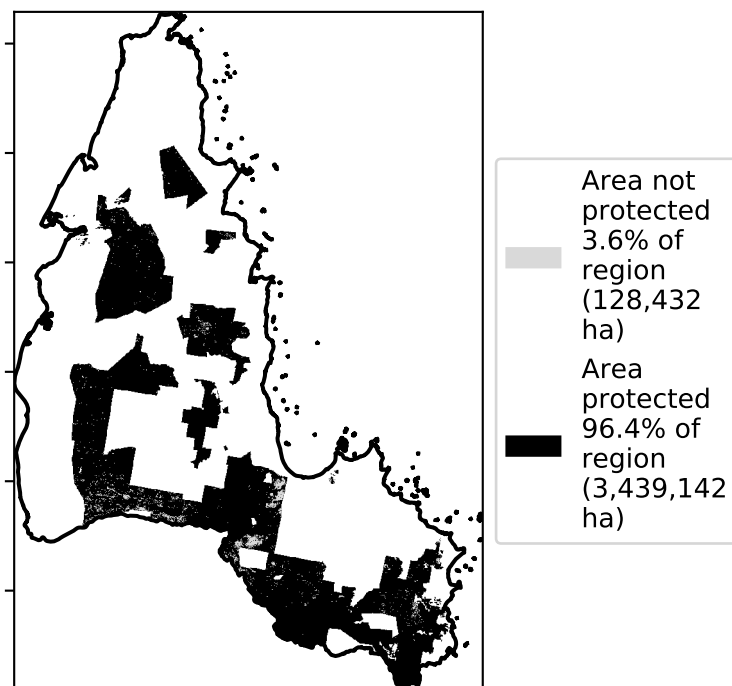 Area not
protected
3.6% of
region
(128,432
ha)
Area
protected
96.4% of
region
(3,439,142
ha)